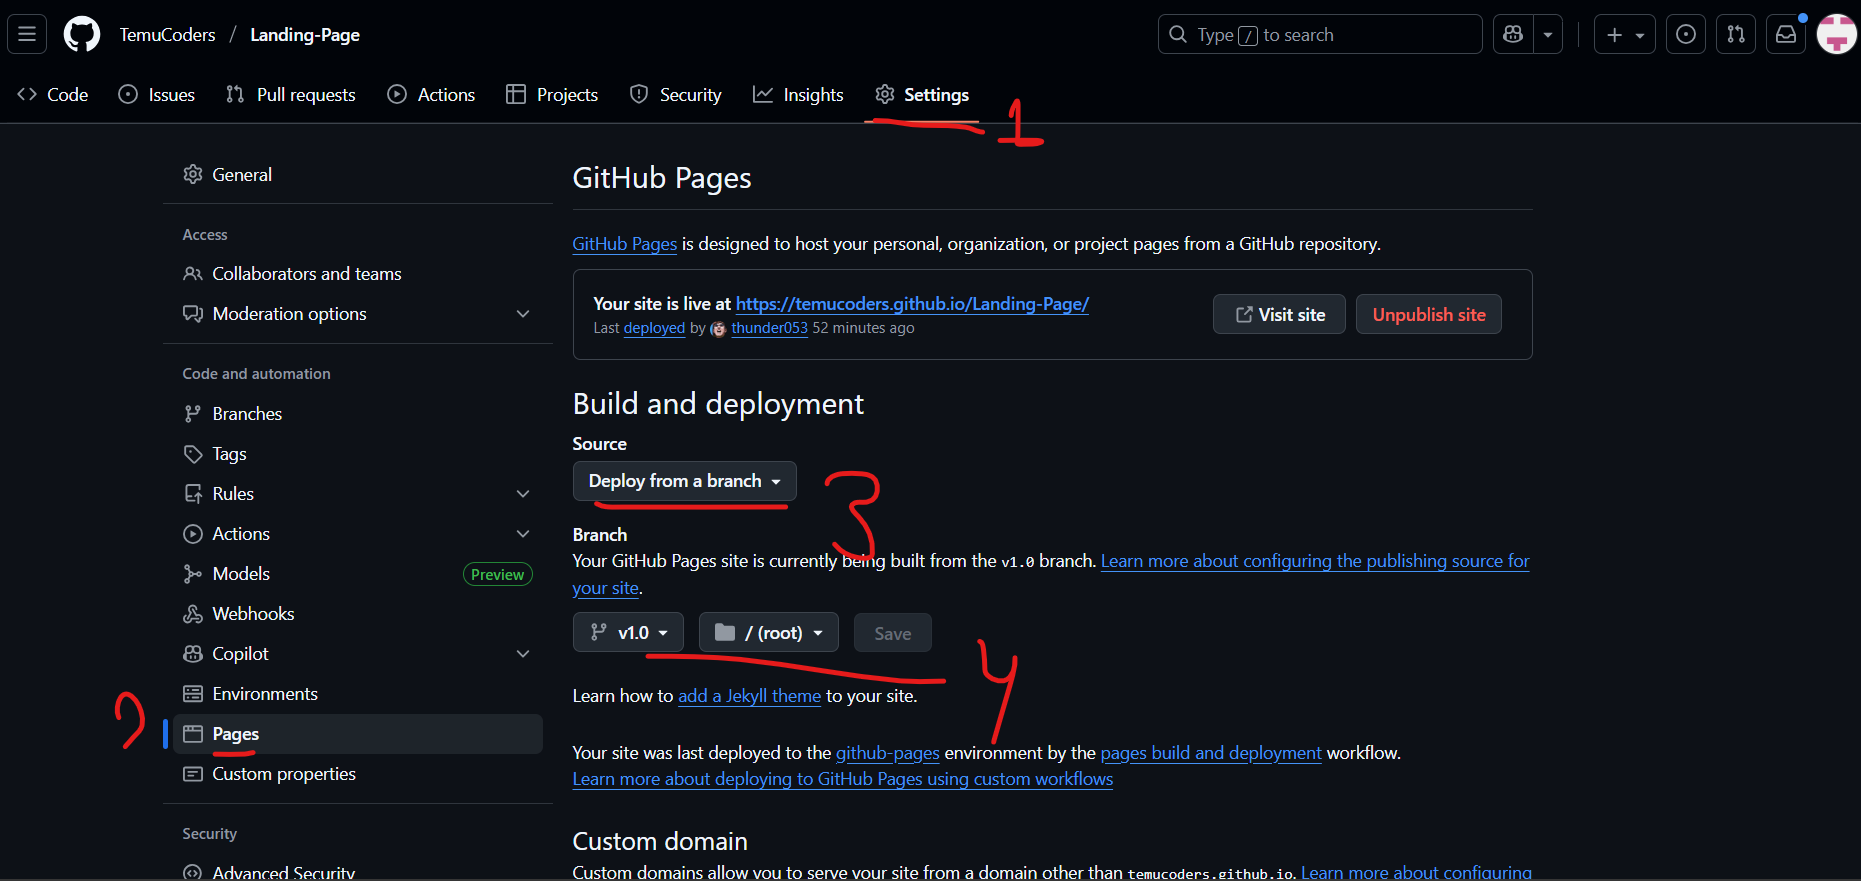 TemuCoders / Landing-Page
Type / to search
Code Issues Pull requests Actions Projects Security Insights Settings
1
General
Access
Collaborators and teams
Moderation options
Code and automation
Branches
Tags
Rules
Actions
Models Preview
Webhooks
Copilot
Environments
2
Pages
Custom properties
Security
Advanced Security
GitHub Pages
GitHub Pages is designed to host your personal, organization, or project pages from a GitHub repository.
Your site is live at https://temucoders.github.io/Landing-Page/
Last deployed by thunder053 52 minutes ago
Visit site
Unpublish site
Build and deployment
Source
Deploy from a branch
3
Branch
Your GitHub Pages site is currently being built from the v1.0 branch. Learn more about configuring the publishing source for
your site.
v1.0 / (root) Save
4
Learn how to add a Jekyll theme to your site.
Your site was last deployed to the github-pages environment by the pages build and deployment workflow.
Learn more about deploying to GitHub Pages using custom workflows
Custom domain
Custom domains allow you to serve your site from a domain other than temucoders.github.io. Learn more about configuring